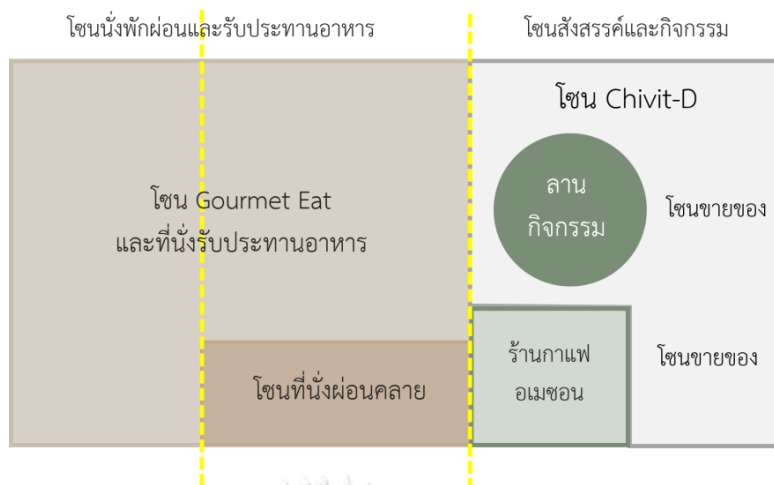 โซนนั่งพักผ่อนและรับประทานอาหาร
โซนสังสรรค์และกิจกรรม
โซน Chivit-D
โซน Gourmet Eat
และที่นั่งรับประทานอาหาร
ลาน
กิจกรรม
โซนขายของ
โซนที่นั่งผ่อนคลาย
ร้านกาแฟ
อเมซอน
โซนขายของ